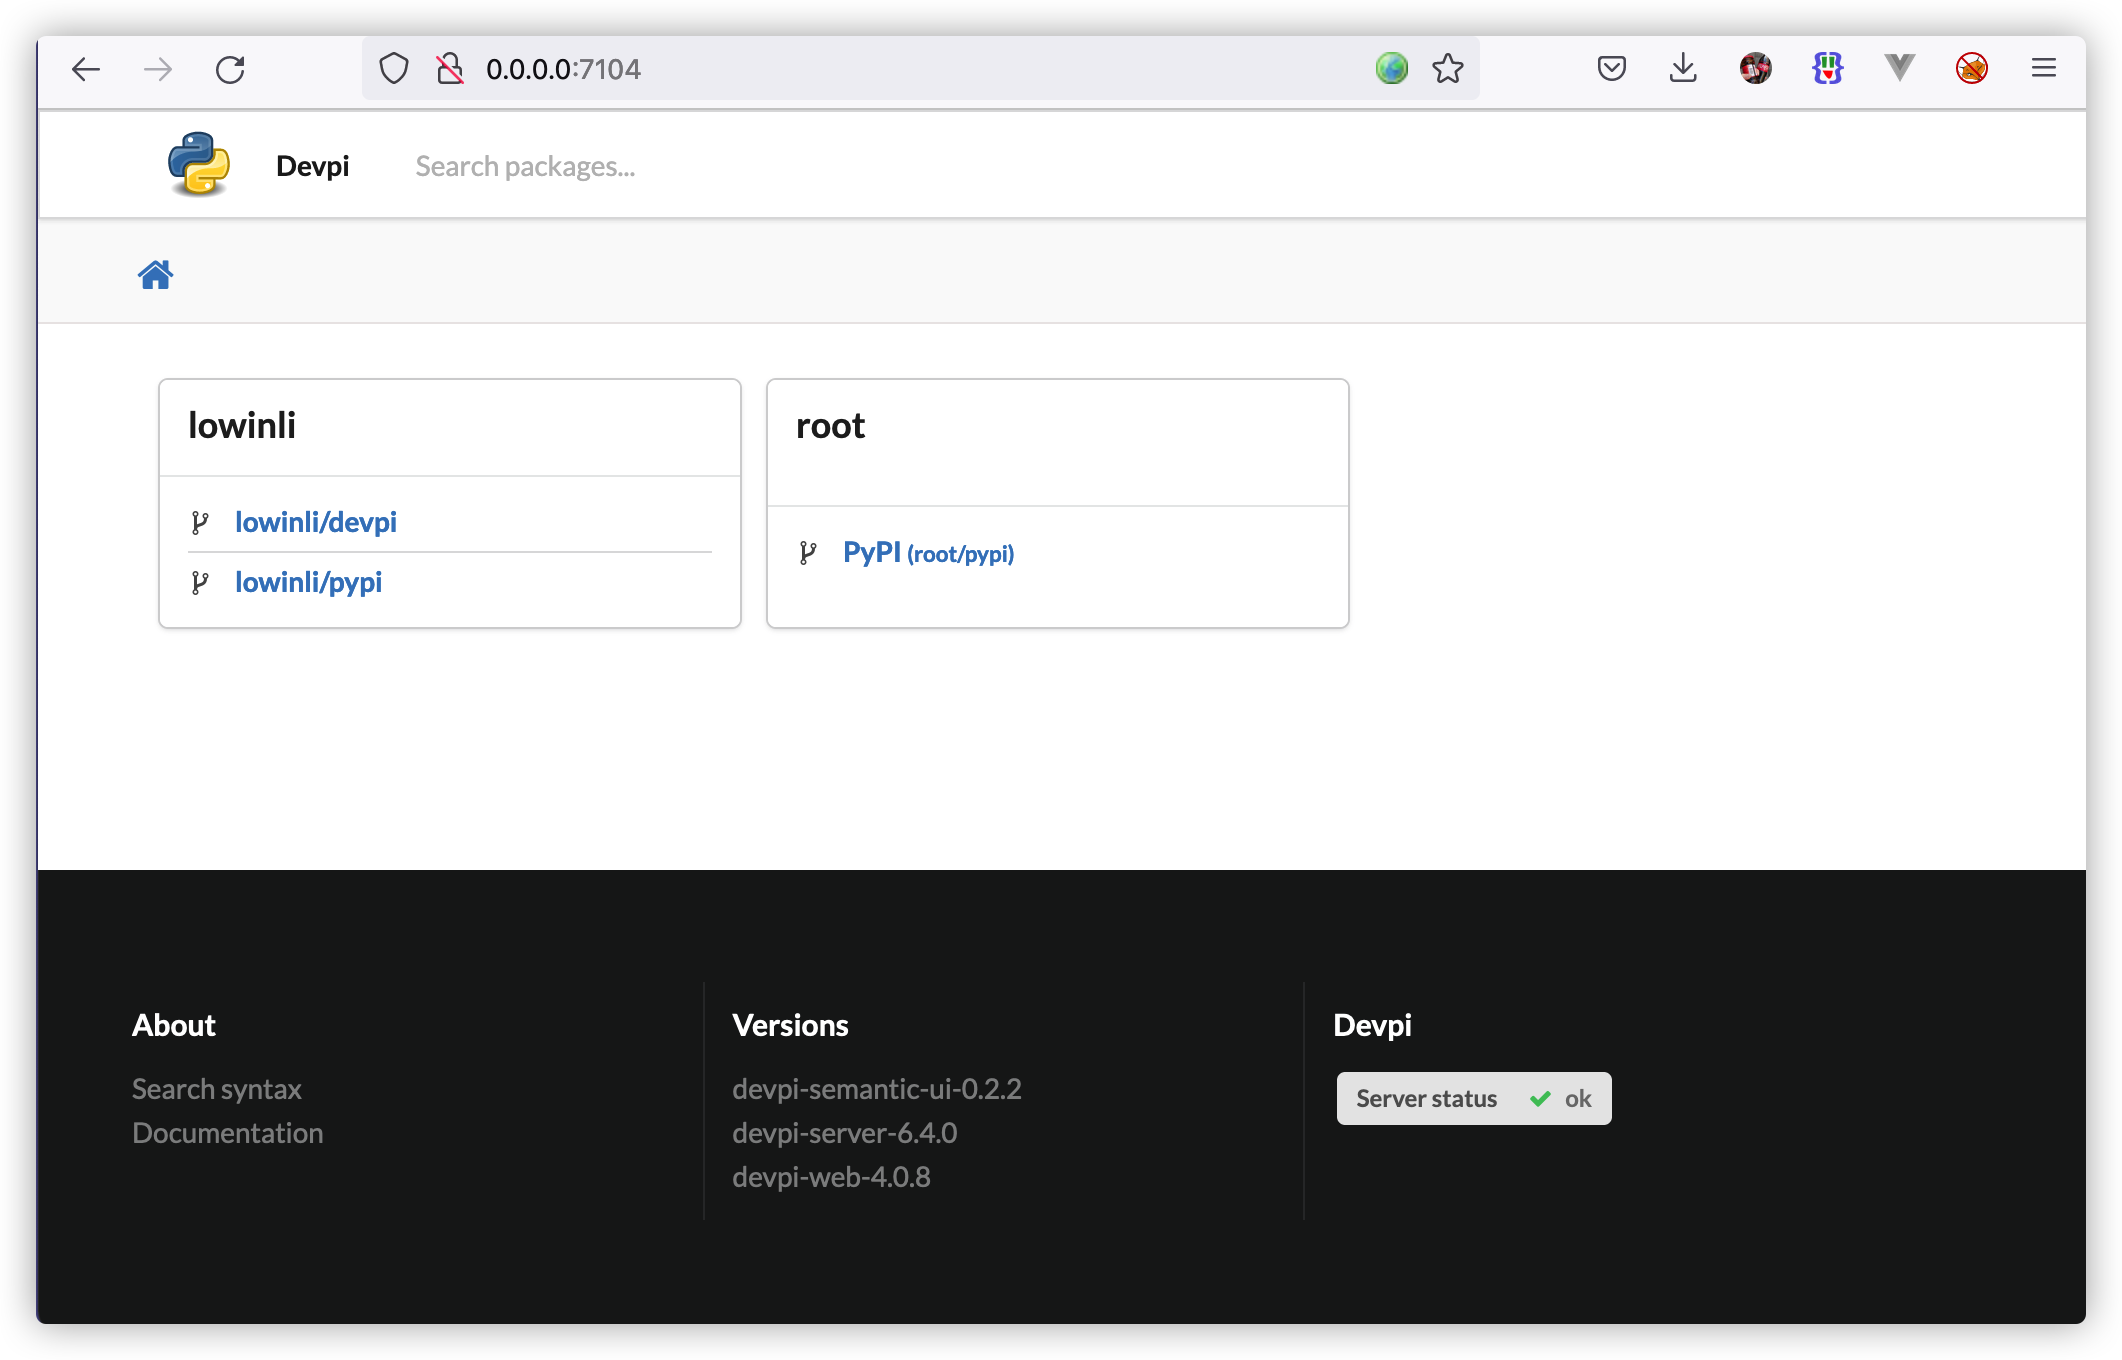 0.0.0.0:7104
Devpi
Search packages...
lowinli
lowinli/devpi
lowinli/pypi
root
PyPI (root/pypi)
About
Search syntax
Documentation
Versions
devpi-semantic-ui-0.2.2
devpi-server-6.4.0
devpi-web-4.0.8
Devpi
Server status ok